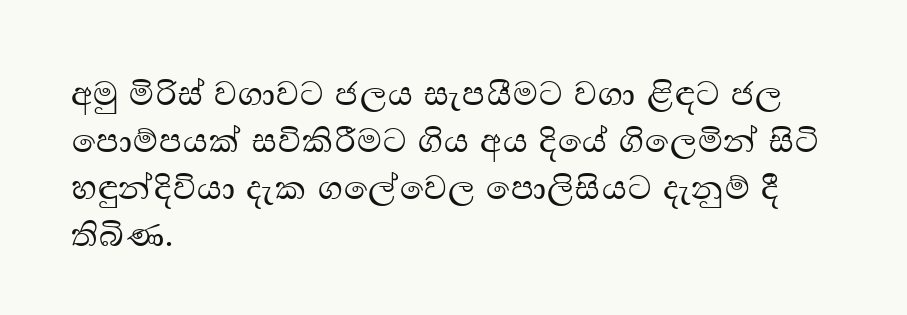 අමු මිරිස් වගාවට ජලය සැපයීමට වගා ළිඳට ජල
පොම්පයක් සවිකිරීමට ගිය අය දියේ ගිලෙමින් සිටි
හඳුන්දිවියා දැක ගලේවෙල පොලිසියට දැනුම් දී
තිබිණ.